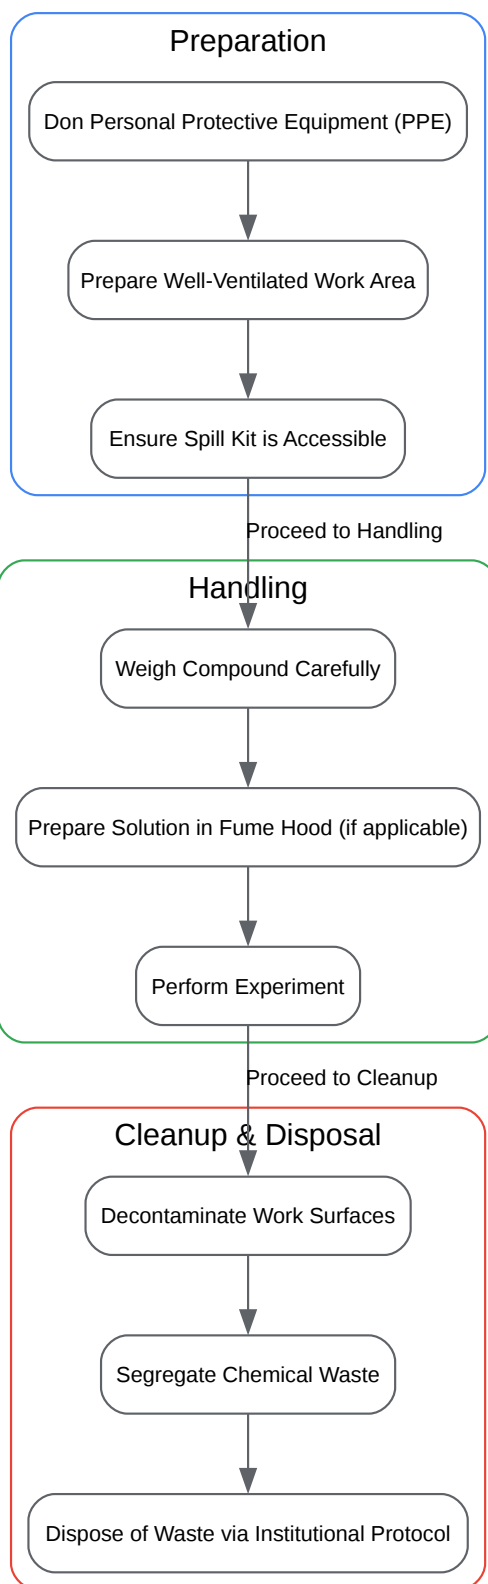 Preparation
Don Personal Protective Equipment (PPE)
Prepare Well-Ventilated Work Area
Ensure Spill Kit is Accessible
Proceed to Handling
Handling
Weigh Compound Carefully
Prepare Solution in Fume Hood (if applicable)
Perform Experiment
Proceed to Cleanup
Cleanup & Disposal
Decontaminate Work Surfaces
Segregate Chemical Waste
Dispose of Waste via Institutional Protocol